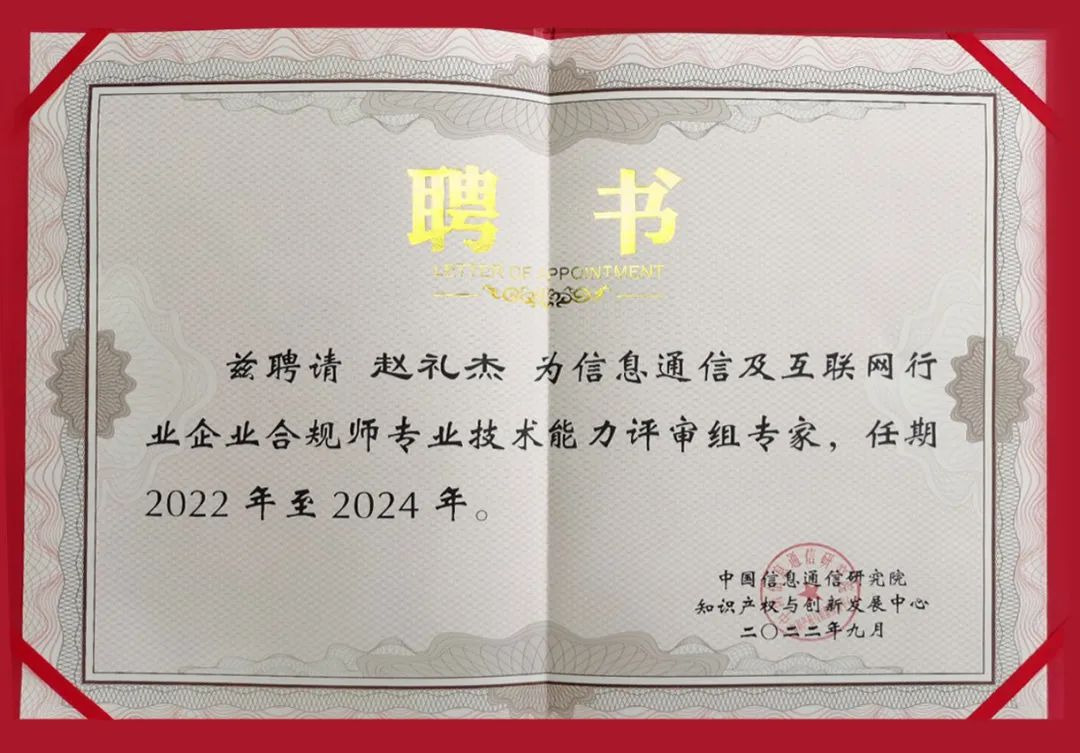 聘 书
LETTER OF APPOINTMENT
兹聘请 赵礼杰 为信息通信及互联网行
业企业合规师专业技术能力评审组专家，任期
2022 年至 2024 年。
中国信息通信研究院
知识产权与创新发展中心
二〇二二年九月